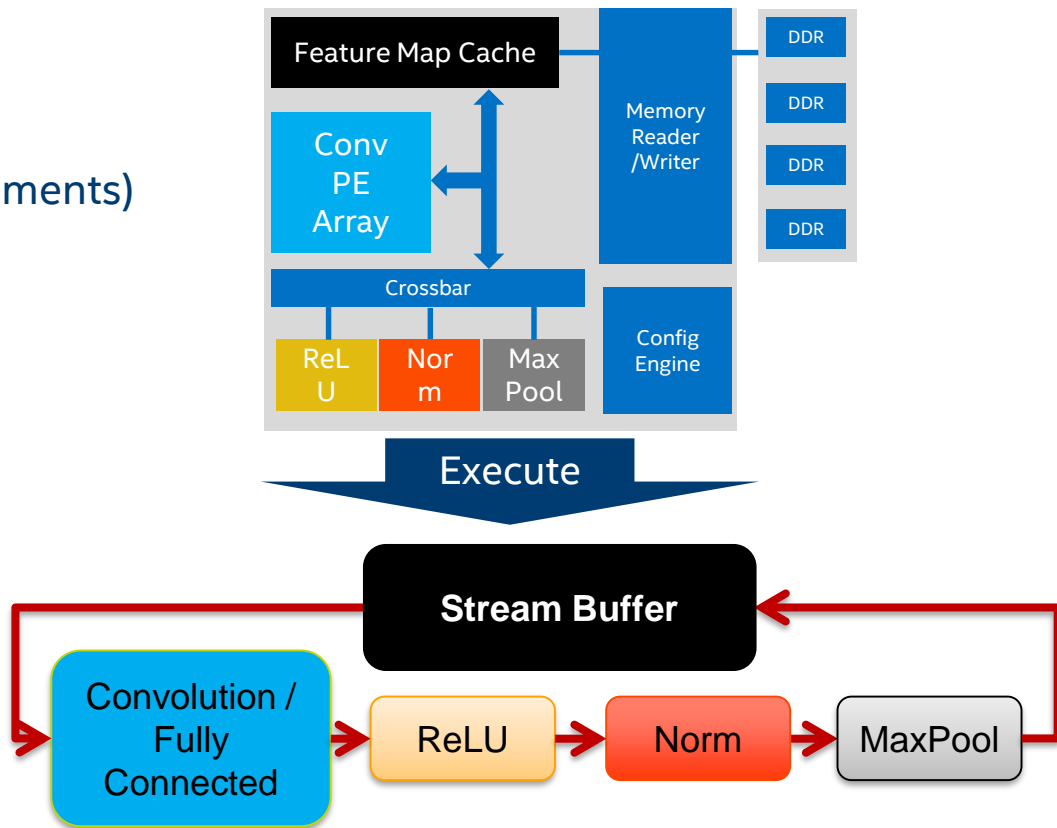 Feature Map Cache
DDR
DDR
DDR
DDR
Memory
Reader
/Writer
Conv
PE
Array
ments)
Crossbar
ReL
U
Nor
m
Max
Pool
Config
Engine
Execute
Stream Buffer
Convolution /
Fully
Connected
ReLU
Norm
MaxPool